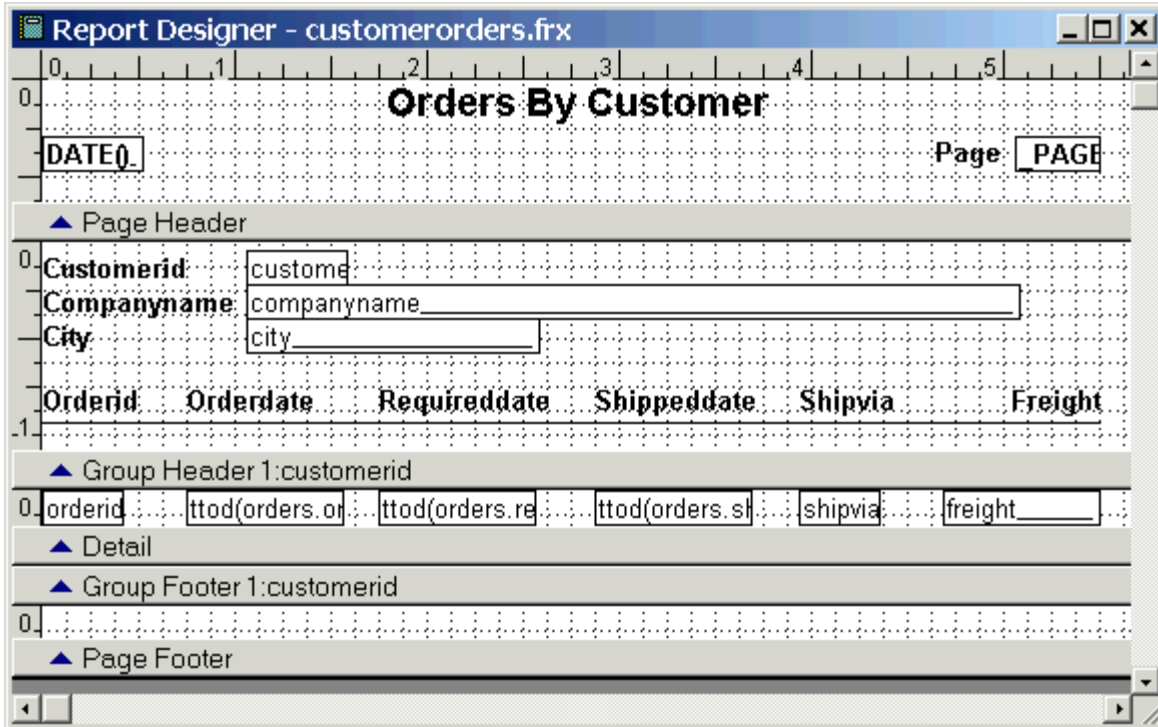 Report Designer - customerorders.frx
0 1 2 3 4 5
0
Orders By Customer
DATE()_ Page _PAGE
Page Header
0
Customerid custome
Companyname companyname
City city
Orderid Orderdate Requireddate Shippeddate Shipvia Freight
1
Group Header 1:customerid
0 orderid ttod(orders.or ttod(orders.re ttod(orders.sh shipvia freight
Detail
Group Footer 1:customerid
0
Page Footer